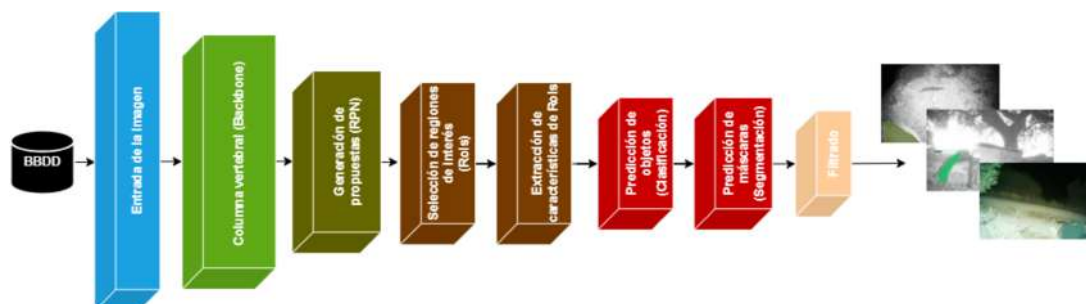 BBDD
Entrada de la imagen
Columna vertebral (Backbone)
Generación de
propuestas (RPN)
Selección de regiones
de interés
(RoIs)
Extracción de
características de RoIs
Predicción de
objetos
(Clasificación)
Predicción de
máscaras
(Segmentación)
Filtrado